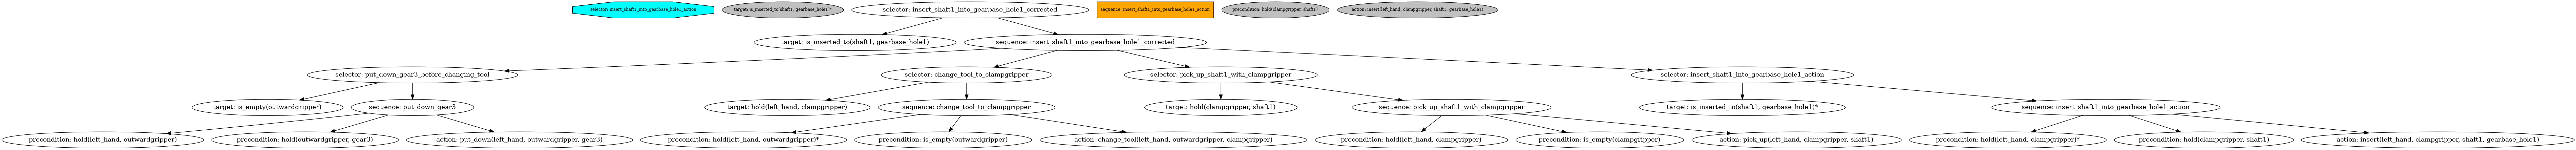 selector: insert_shaft1_into_gearbase_hole1_action
target: is_inserted_to(shaft1, gearbase_hole1)*
selector: insert_shaft1_into_gearbase_hole1_corrected
sequence: insert_shaft1_into_gearbase_hole1_action
precondition: hold(clampgripper, shaft1)
action: insert(left_hand, clampgripper, shaft1, gearbase_hole1)
target: is_inserted_to(shaft1, gearbase_hole1)
sequence: insert_shaft1_into_gearbase_hole1_corrected
selector: put_down_gear3_before_changing_tool
selector: change_tool_to_clampgripper
selector: pick_up_shaft1_with_clampgripper
selector: insert_shaft1_into_gearbase_hole1_action
target: is_empty(outwardgripper)
sequence: put_down_gear3
target: hold(left_hand, clampgripper)
sequence: change_tool_to_clampgripper
target: hold(clampgripper, shaft1)
sequence: pick_up_shaft1_with_clampgripper
target: is_inserted_to(shaft1, gearbase_hole1)*
sequence: insert_shaft1_into_gearbase_hole1_action
precondition: hold(left_hand, outwardgripper)
precondition: hold(outwardgripper, gear3)
action: put_down(left_hand, outwardgripper, gear3)
precondition: hold(left_hand, outwardgripper)*
precondition: is_empty(outwardgripper)
action: change_tool(left_hand, outwardgripper, clampgripper)
precondition: hold(left_hand, clampgripper)
precondition: is_empty(clampgripper)
action: pick_up(left_hand, clampgripper, shaft1)
precondition: hold(left_hand, clampgripper)*
precondition: hold(clampgripper, shaft1)
action: insert(left_hand, clampgripper, shaft1, gearbase_hole1)